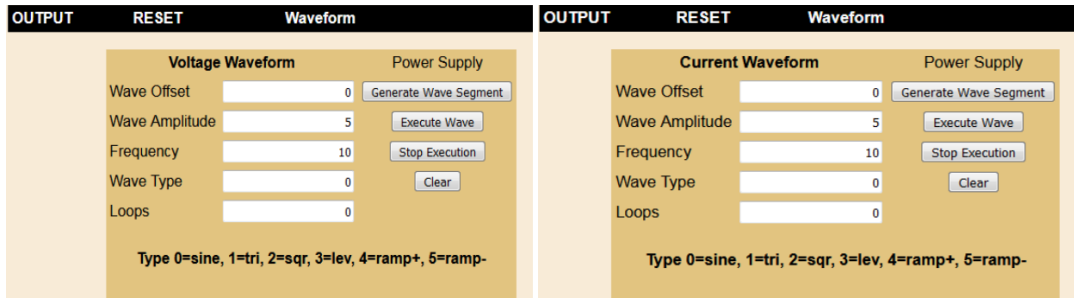 OUTPUT RESET Waveform
Voltage Waveform Power Supply
Wave Offset 0 Generate Wave Segment
Wave Amplitude 5 Execute Wave
Frequency 10 Stop Execution
Wave Type 0 Clear
Loops 0
Type 0=sine, 1=tri, 2=sqr, 3=lev, 4=ramp+, 5=ramp-
OUTPUT RESET Waveform
Current Waveform Power Supply
Wave Offset 0 Generate Wave Segment
Wave Amplitude 5 Execute Wave
Frequency 10 Stop Execution
Wave Type 0 Clear
Loops 0
Type 0=sine, 1=tri, 2=sqr, 3=lev, 4=ramp+, 5=ramp-